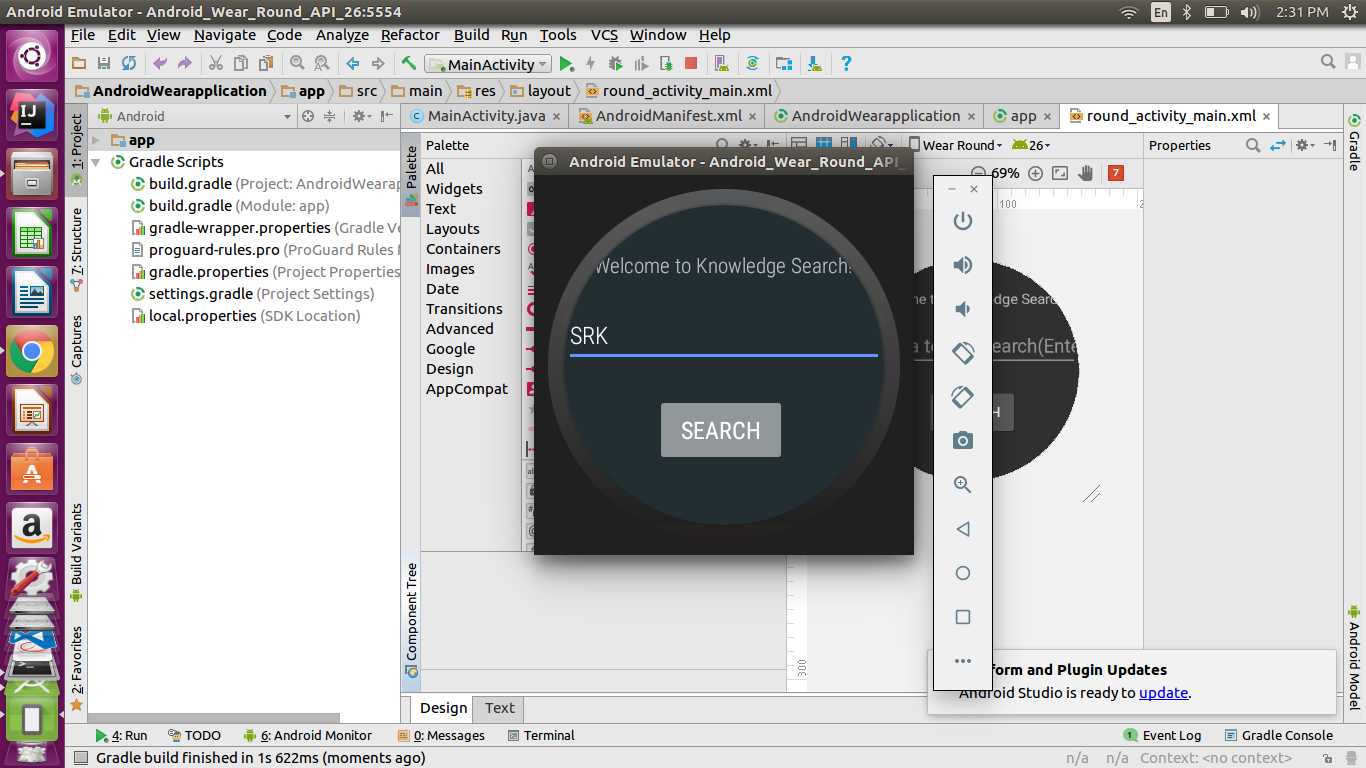 Android Emulator - Android_Wear_Round_API_26:5554
En
2:31 PM
File Edit View Navigate Code Analyze Refactor Build Run Tools VCS Window Help
MainActivity
AndroidWearapplication app src main res layout round_activity_main.xml
Android
MainActivity.java
AndroidManifest.xml
AndroidWearapplication
app
round_activity_main.xml
1: Project
7: Structure
Captures
Build Variants
2: Favorites
app
Gradle Scripts
build.gradle (Project: AndroidWearap
build.gradle (Module: app)
gradle-wrapper.properties (Gradle Ve
proguard-rules.pro (ProGuard Rules
gradle.properties (Project Properties
settings.gradle (Project Settings)
local.properties (SDK Location)
Palette
Component Tree
Palette
All
Widgets
Text
Layouts
Containers
Images
Date
Transitions
Advanced
Google
Design
AppCompat
Wear Round
26
69%
7
100
300
Properties
Gradle
Android Model
Android Emulator - Android_Wear_Round_API_
Welcome to Knowledge Search!
SRK
SEARCH
form and Plugin Updates
Android Studio is ready to update.
Design Text
4: Run TODO 6: Android Monitor 0: Messages Terminal
1 Event Log Gradle Console
Gradle build finished in 1s 622ms (moments ago)
n/a n/a Context: <no context>